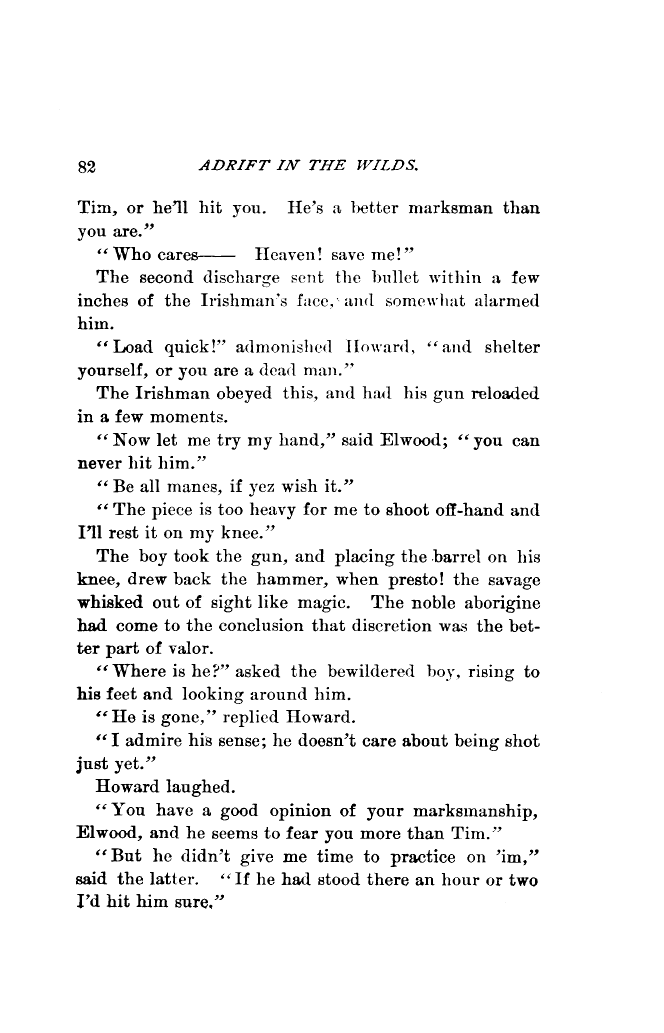 82 ADRIFT IN THE WILDS.
Tim, or he'll hit you. He's a better marksman than
you are."
"Who cares—— Heaven! save me!"
The second discharge sent the bullet within a few
inches of the Irishman's face, and somewhat alarmed
him.
"Load quick!" admonished Howard, "and shelter
yourself, or you are a dead man."
The Irishman obeyed this, and had his gun reloaded
in a few moments.
"Now let me try my hand," said Elwood; "you can
never hit him."
"Be all manes, if yez wish it."
"The piece is too heavy for me to shoot off-hand and
I'll rest it on my knee."
The boy took the gun, and placing the barrel on his
knee, drew back the hammer, when presto! the savage
whisked out of sight like magic. The noble aborigine
had come to the conclusion that discretion was the bet-
ter part of valor.
"Where is he?" asked the bewildered boy, rising to
his feet and looking around him.
"He is gone," replied Howard.
"I admire his sense; he doesn't care about being shot
just yet."
Howard laughed.
"You have a good opinion of your marksmanship,
Elwood, and he seems to fear you more than Tim."
"But he didn't give me time to practice on 'im,"
said the latter. "If he had stood there an hour or two
I'd hit him sure."